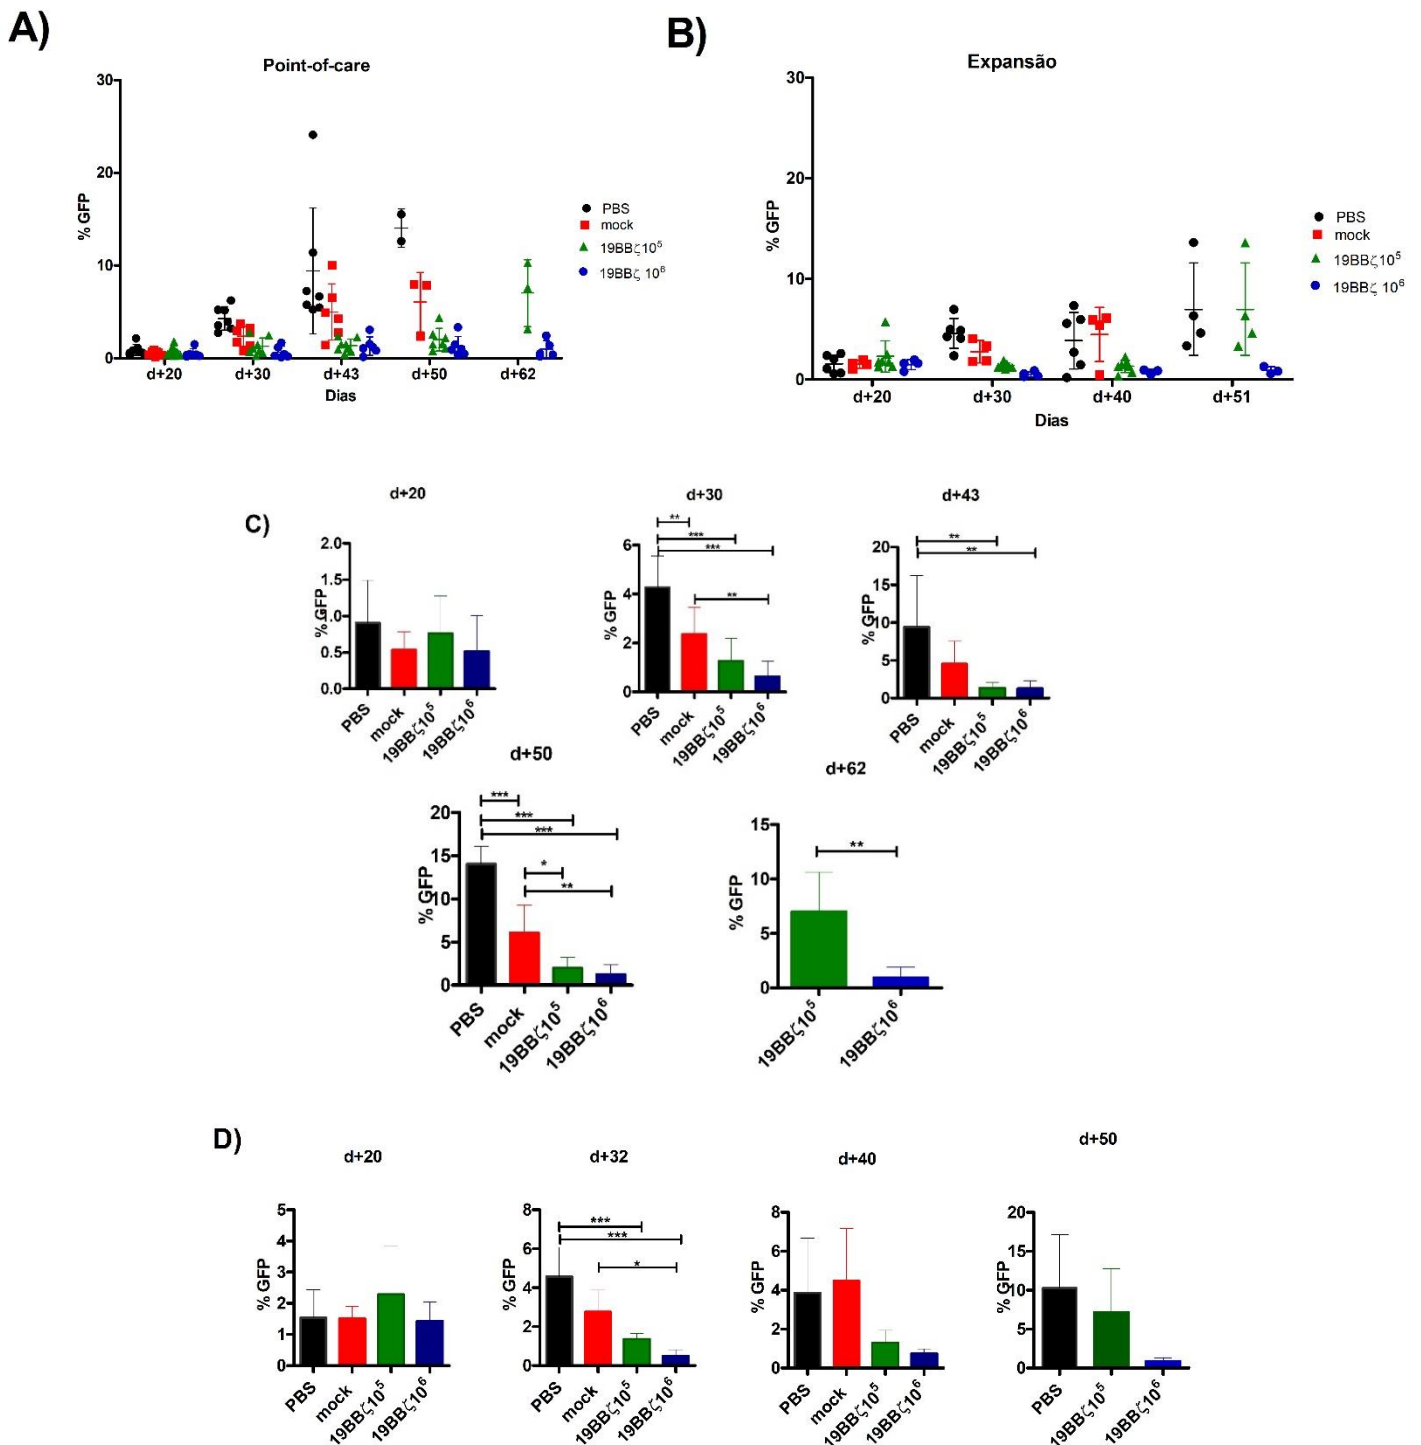 A)
Point-of-care
30
20
10
0
% GFP
d+20 d+30 d+43 d+50 d+62
Dias
PBS
mock
19BBζ10⁵
19BBζ 10⁶
B)
Expansão
30
20
10
0
% GFP
d+20 d+30 d+40 d+51
Dias
PBS
mock
19BBζ10⁵
19BBζ 10⁶
C)
d+20
2.0
1.5
1.0
0.5
0.0
% GFP
PBS mock 19BBζ10⁵ 19BBζ10⁶
d+30
**
***
***
**
6
4
2
0
% GFP
PBS mock 19BBζ10⁵ 19BBζ10⁶
d+43
**
**
20
15
10
5
0
% GFP
PBS mock 19BBζ10⁵ 19BBζ10⁶
d+50
***
***
***
*
**
20
15
10
5
0
% GFP
PBS mock 19BBζ10⁵ 19BBζ10⁶
d+62
**
15
10
5
0
% GFP
19BBζ10⁵ 19BBζ10⁶
D)
d+20
5
4
3
2
1
0
% GFP
PBS mock 19BBζ10⁵ 19BBζ10⁶
d+32
***
***
*
8
6
4
2
0
% GFP
PBS mock 19BBζ10⁵ 19BBζ10⁶
d+40
8
6
4
2
0
% GFP
PBS mock 19BBζ10⁵ 19BBζ10⁶
d+50
20
15
10
5
0
% GFP
PBS 19BBζ10⁵ 19BBζ10⁶